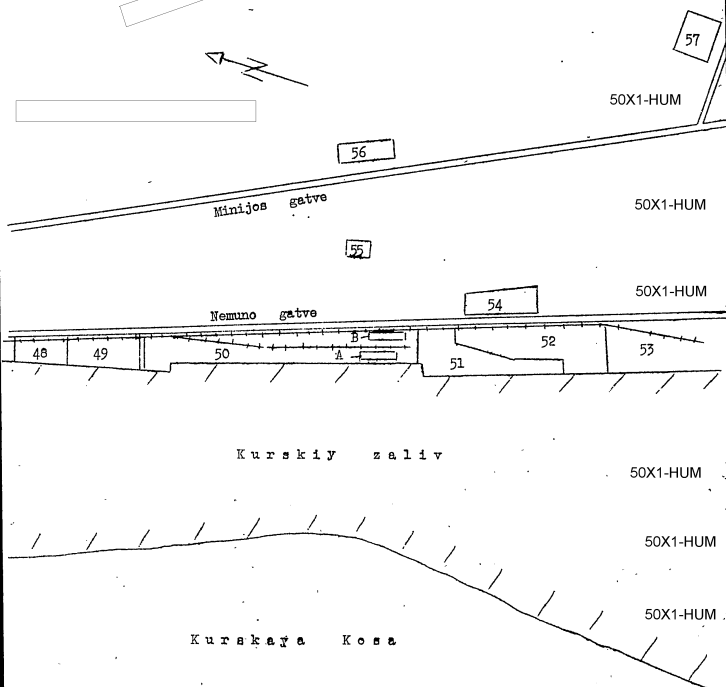 57
50X1-HUM
56
Minijos gatve
50X1-HUM
55
50X1-HUM
54
Nemuno gatve
B
48 49 50 A 51 52 53
Kurskiy zaliv
50X1-HUM
50X1-HUM
50X1-HUM
Kurskaya Kosa